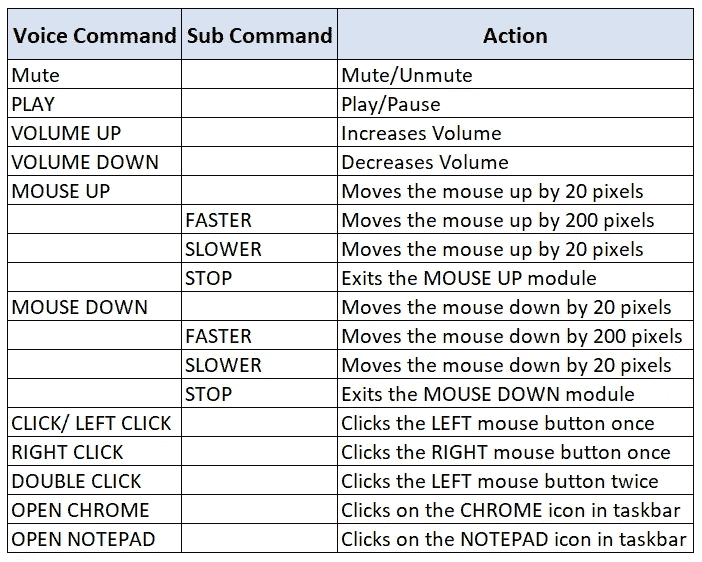 Voice Command Sub Command Action
Mute Mute/Unmute
PLAY Play/Pause
VOLUME UP Increases Volume
VOLUME DOWN Decreases Volume
MOUSE UP Moves the mouse up by 20 pixels
FASTER Moves the mouse up by 200 pixels
SLOWER Moves the mouse up by 20 pixels
STOP Exits the MOUSE UP module
MOUSE DOWN Moves the mouse down by 20 pixels
FASTER Moves the mouse down by 200 pixels
SLOWER Moves the mouse down by 20 pixels
STOP Exits the MOUSE DOWN module
CLICK/ LEFT CLICK Clicks the LEFT mouse button once
RIGHT CLICK Clicks the RIGHT mouse button once
DOUBLE CLICK Clicks the LEFT mouse button twice
OPEN CHROME Clicks on the CHROME icon in taskbar
OPEN NOTEPAD Clicks on the NOTEPAD icon in taskbar